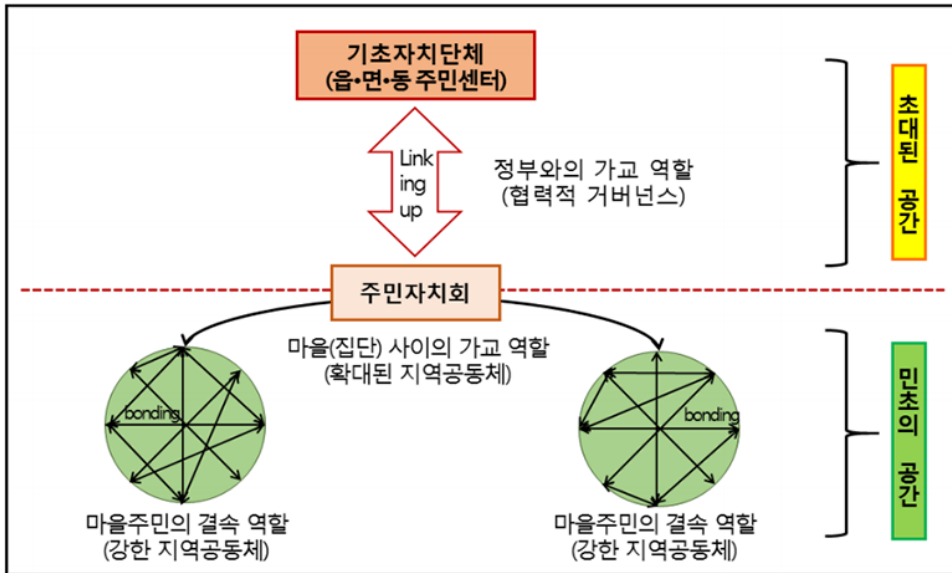 기초자치단체
(읍•면•동 주민센터)
Link
ing
up
정부와의 가교 역할
(협력적 거버넌스)
초대된 공간
주민자치회
마을(집단) 사이의 가교 역할
(확대된 지역공동체)
bonding
bonding
민초의 공간
마을주민의 결속 역할
(강한 지역공동체)
마을주민의 결속 역할
(강한 지역공동체)